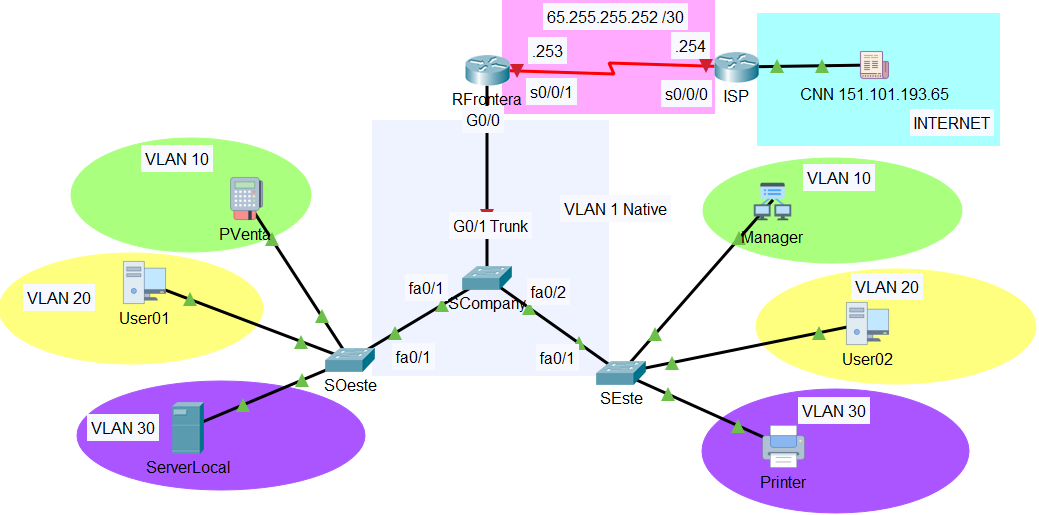 65.255.255.252 /30
.253
.254
RFrontera
s0/0/1
s0/0/0
ISP
CNN 151.101.193.65
G0/0
INTERNET
VLAN 10
VLAN 10
VLAN 1 Native
PVenta
G0/1 Trunk
Manager
VLAN 20
User01
fa0/1
SCompany
fa0/2
VLAN 20
fa0/1
fa0/1
User02
SOeste
SEste
VLAN 30
VLAN 30
ServerLocal
Printer